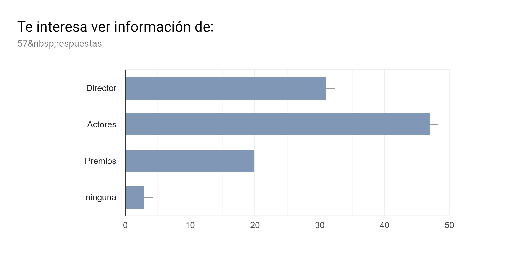 Te interesa ver información de:
57&nbsp;respuestas
Director
Actores
Premios
ninguna
0
10
20
30
40
50